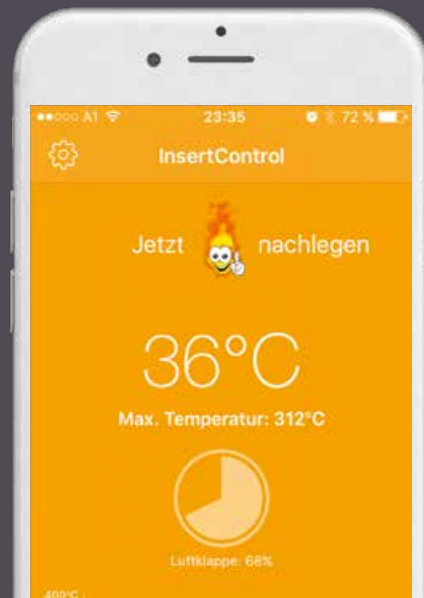 A1 23:35 72 %
InsertControl
Jetzt nachlegen
36°C
Max. Temperatur: 312°C
Luftklappe: 68%
400°C